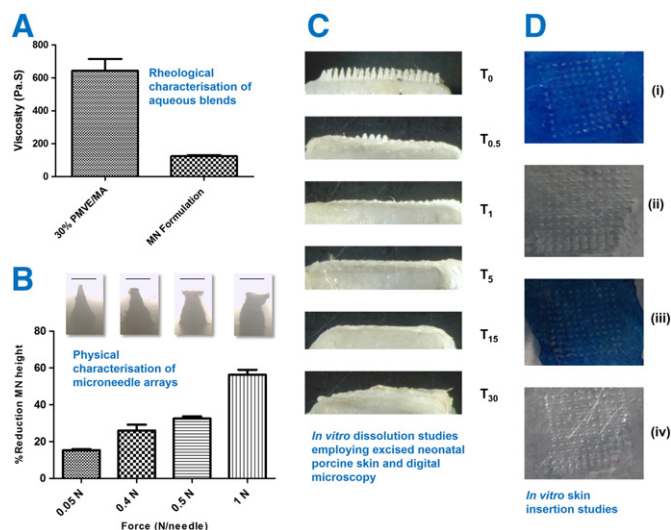 A
800
600
400
200
0
Viscosity (Pa.S)
Rheological
characterisation of
aqueous blends
30% PMVE/MA
MN Formulation
B
80
60
40
20
0
%Reduction MN height
Physical
characterisation of
microneedle arrays
0.05 N
0.4 N
0.5 N
1 N
Force (N/needle)
C
T0
T0.5
T1
T5
T15
T30
In vitro dissolution studies
employing excised neonatal
porcine skin and digital
microscopy
D
(i)
(ii)
(iii)
(iv)
In vitro skin
insertion studies